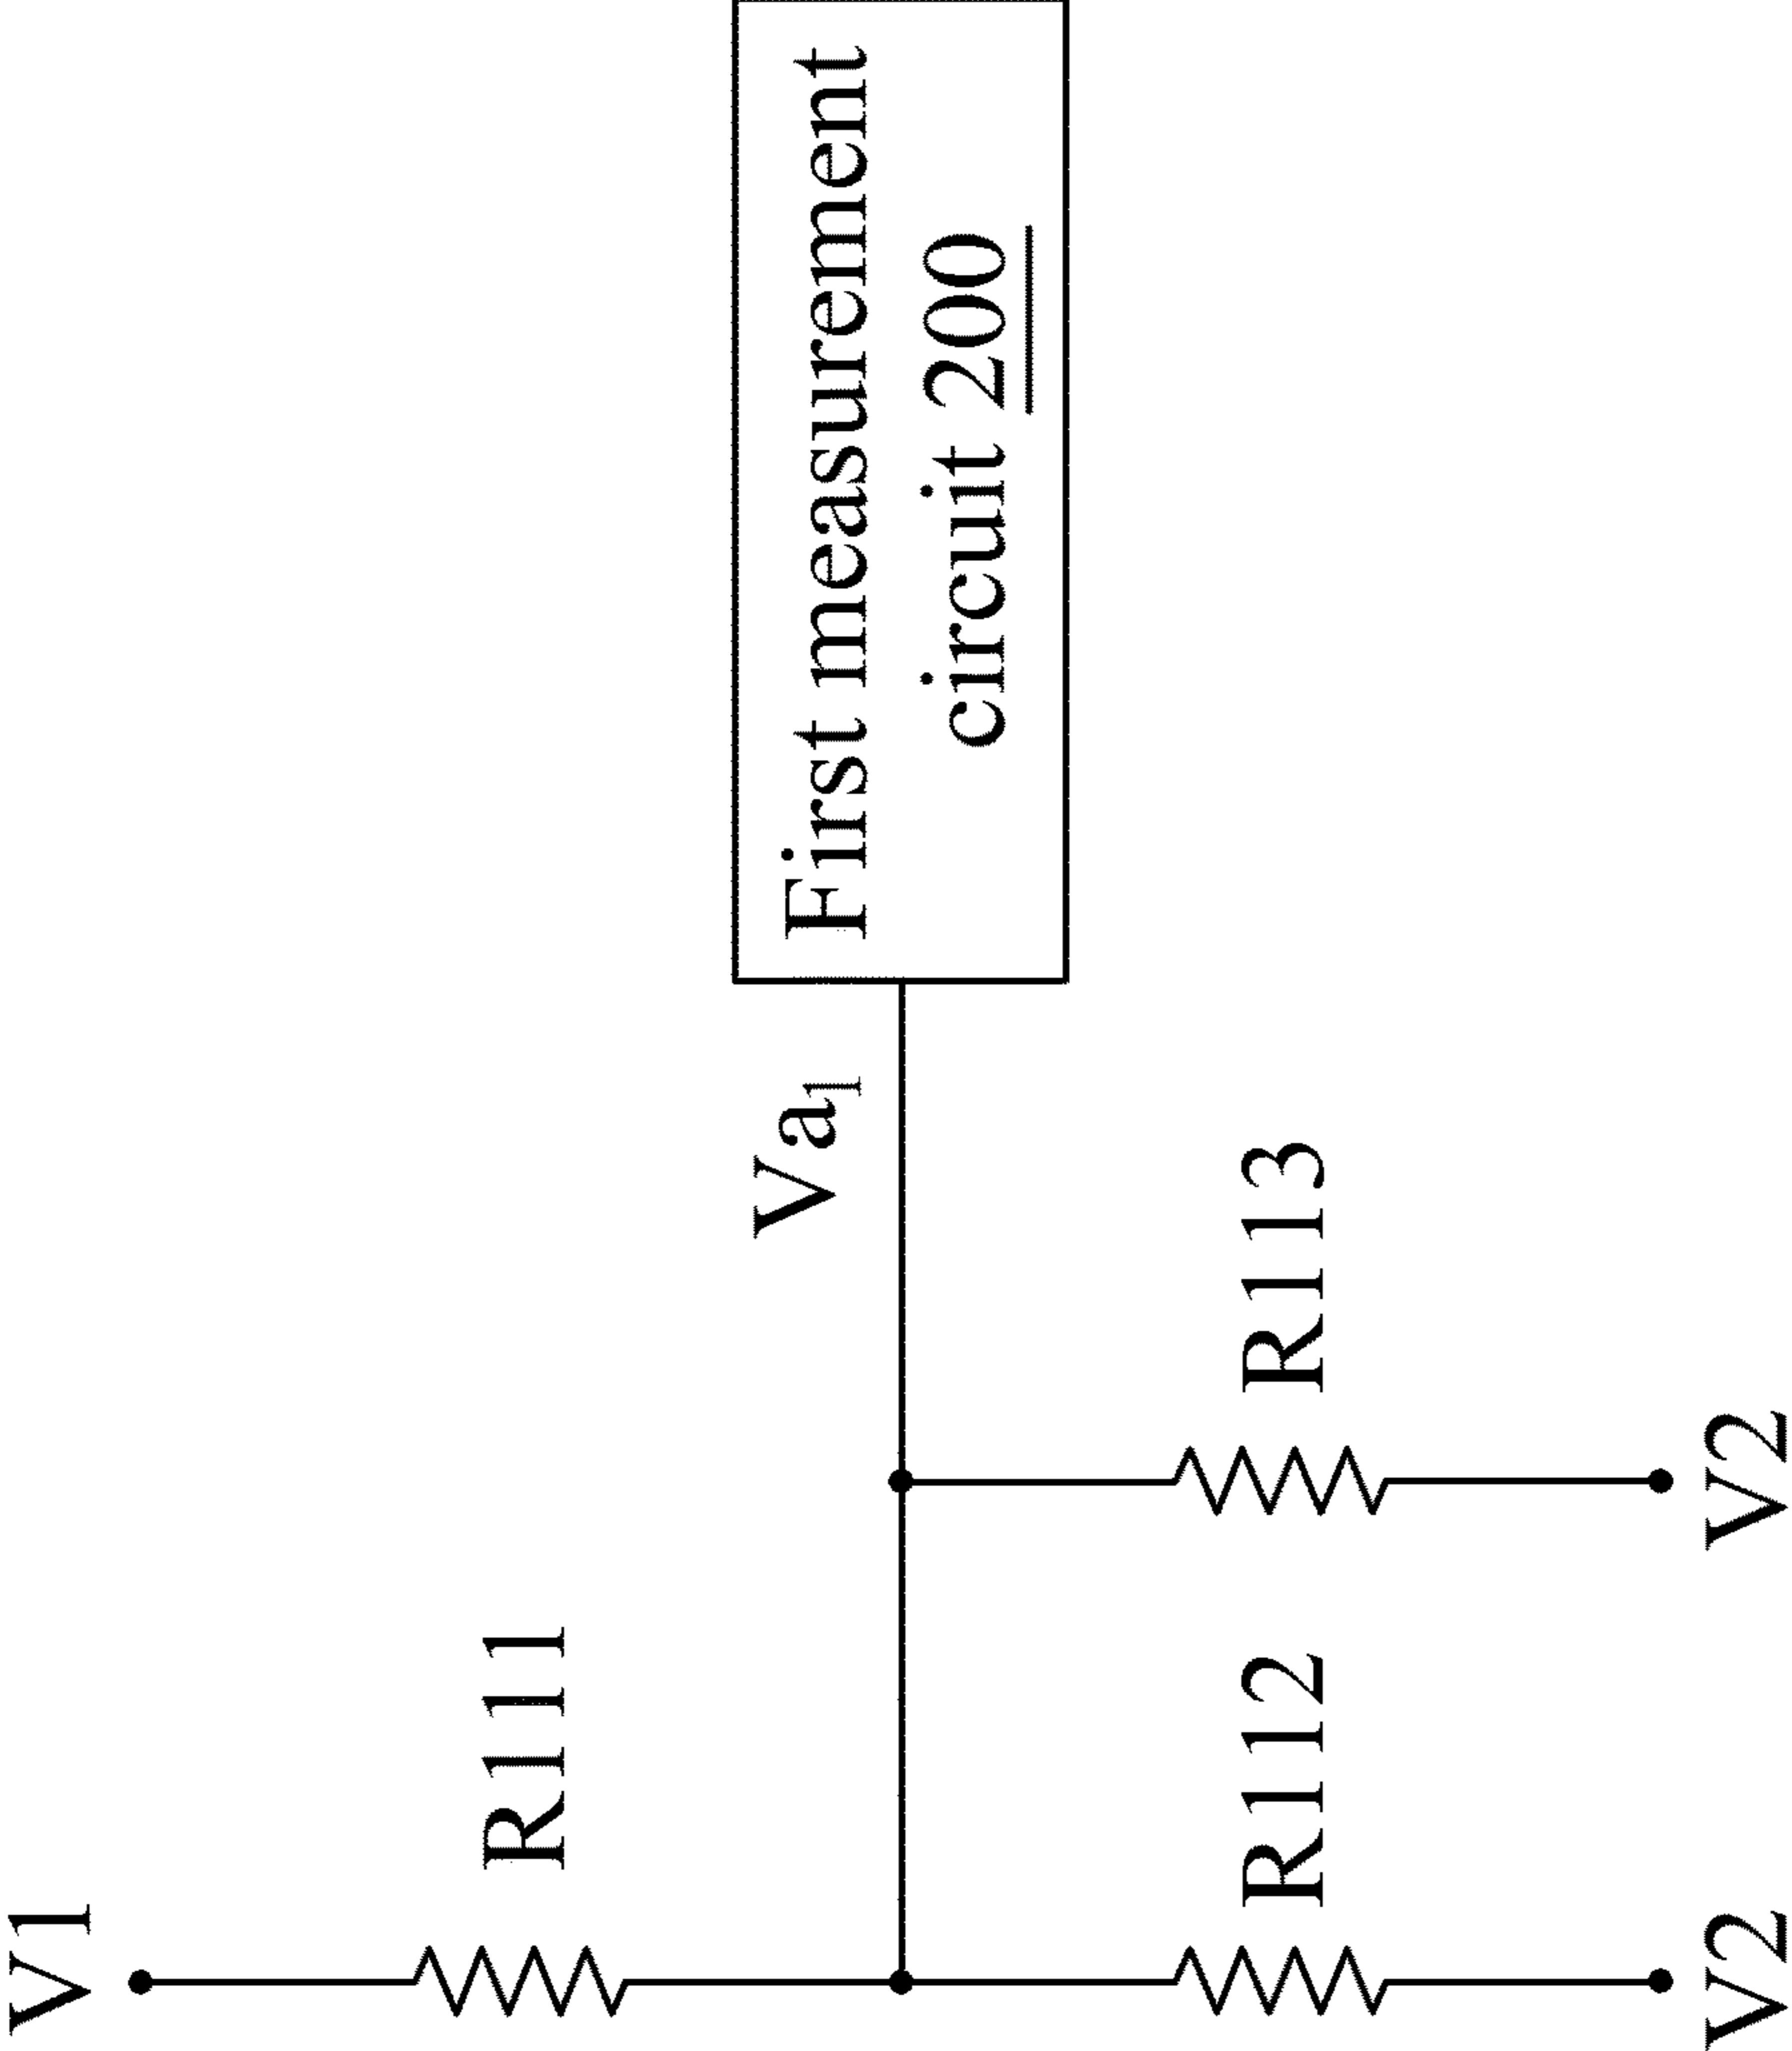 V1
R111
Va1
First measurement
circuit 200
R112
R113
V2
V2